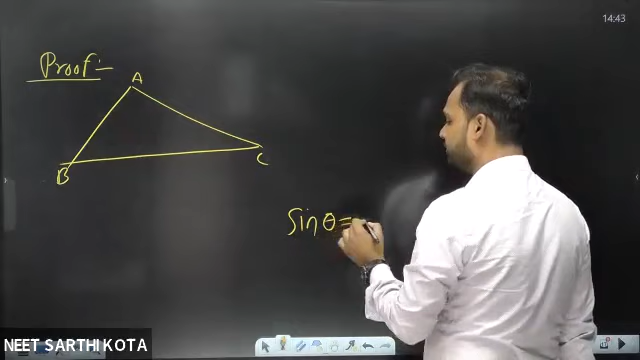 14:43
Proof:-
A
B
C
Sinθ=
NEET SARTHI KOTA